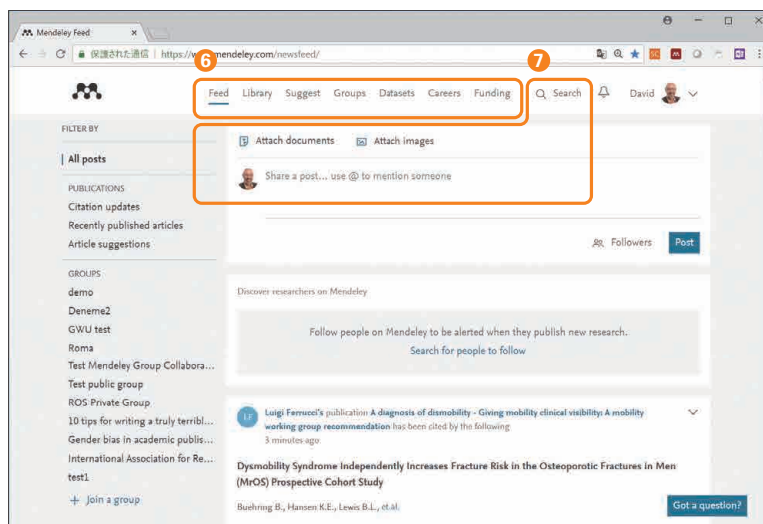 Mendeley Feed
保護された通信 | https://www.mendeley.com/newsfeed/
6
7
Feed Library Suggest Groups Datasets Careers Funding Search David
FILTER BY
All posts
PUBLICATIONS
Citation updates
Recently published articles
Article suggestions
GROUPS
demo
Deneme2
GWU test
Roma
Test Mendeley Group Collabora...
Test public group
ROS Private Group
10 tips for writing a truly terribl...
Gender bias in academic publis...
International Association for Re...
test1
+ Join a group
Attach documents Attach images
Share a post... use @ to mention someone
Followers Post
Discover researchers on Mendeley
Follow people on Mendeley to be alerted when they publish new research.
Search for people to follow
LF
Luigi Ferrucci's publication A diagnosis of dismobility - Giving mobility clinical visibility: A mobility
working group recommendation has been cited by the following
3 minutes ago
Dysmobility Syndrome Independently Increases Fracture Risk in the Osteoporotic Fractures in Men
(MrOS) Prospective Cohort Study
Buehring B., Hansen K.E., Lewis B.L., et.al.
Got a question?